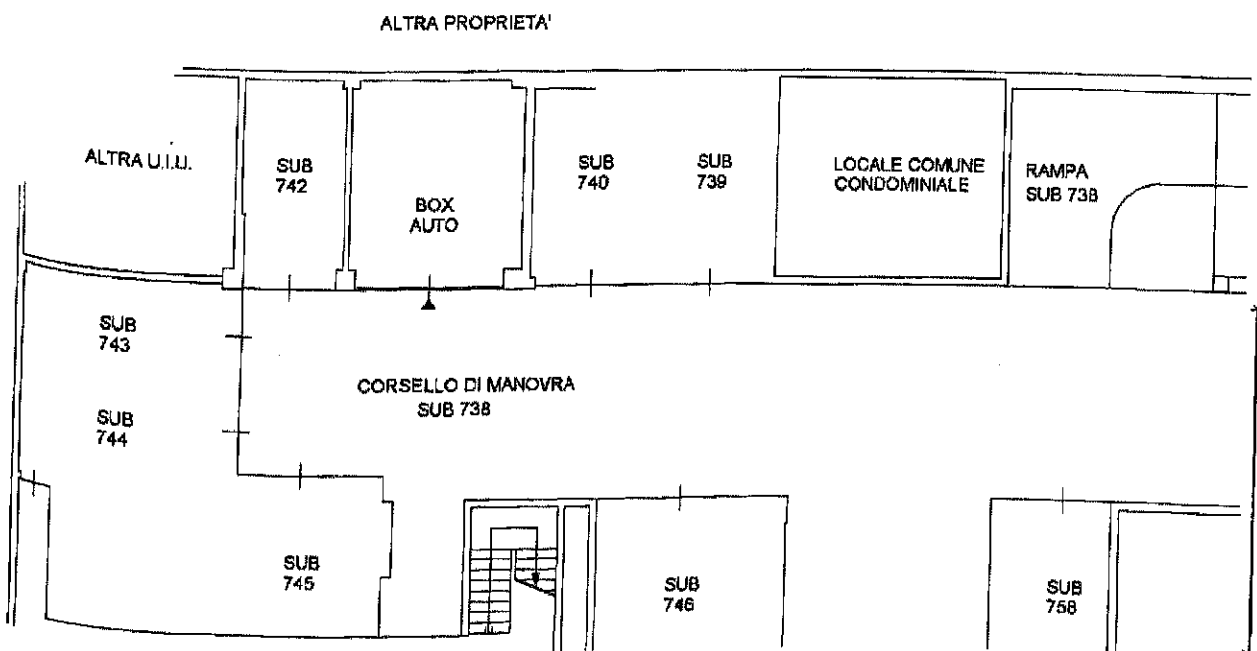 ALTRA PROPRIETA'
ALTRA U.I.U.
SUB
742
BOX
AUTO
SUB
740
SUB
739
LOCALE COMUNE
CONDOMINIALE
RAMPA
SUB 738
SUB
743
CORSELLO DI MANOVRA
SUB 738
SUB
744
SUB
745
SUB
746
SUB
758